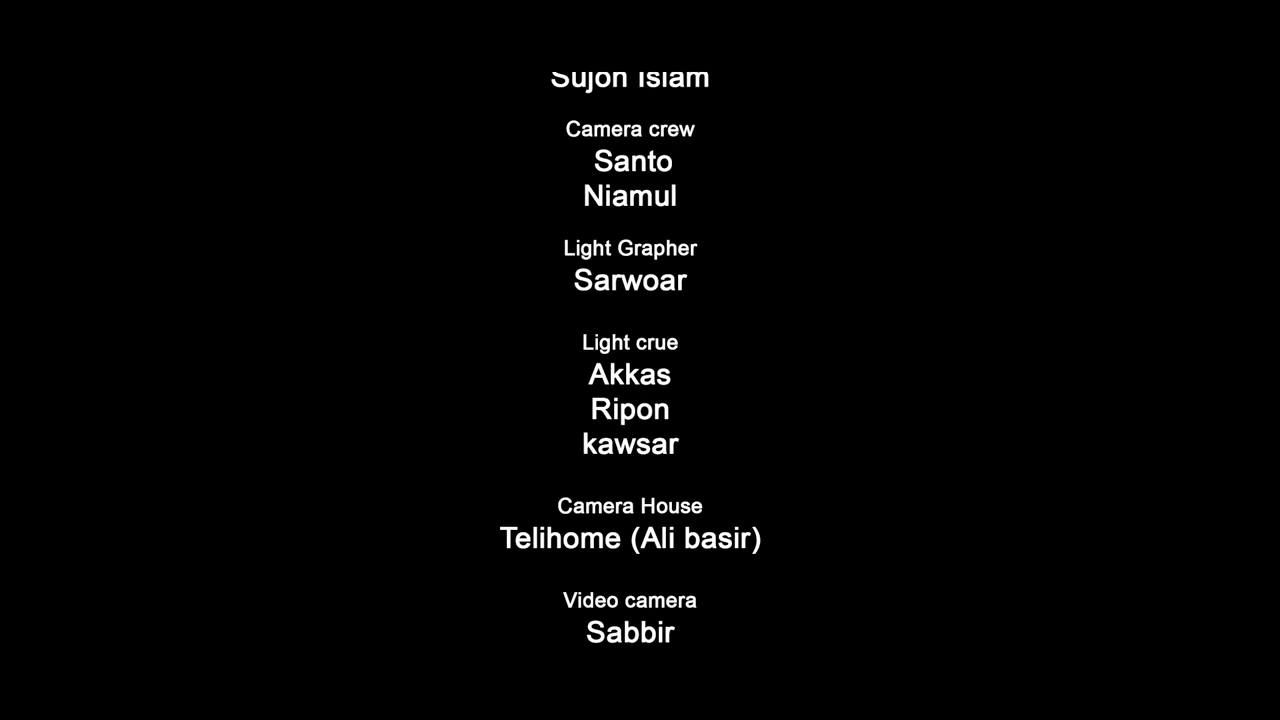 Sujon Islam
Camera crew
Santo
Niamul
Light Grapher
Sarwoar
Light crue
Akkas
Ripon
kawsar
Camera House
Telihome (Ali basir)
Video camera
Sabbir